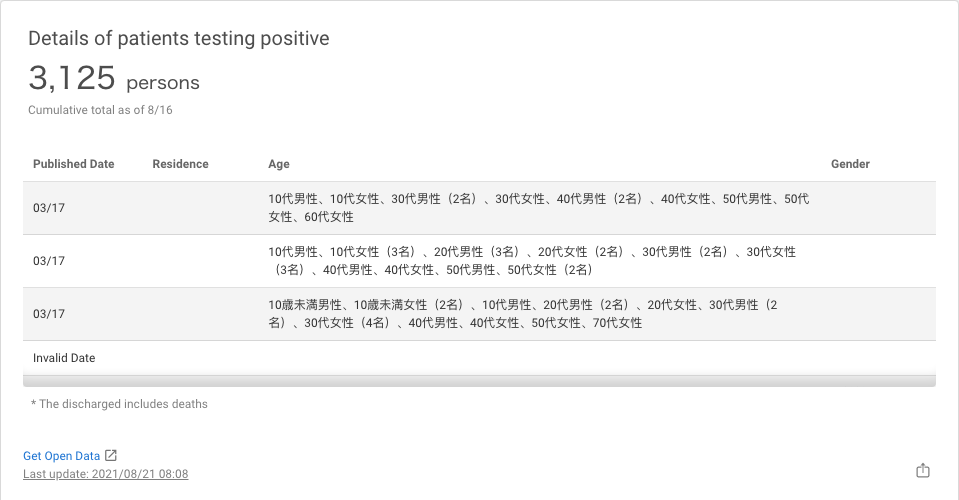 Details of patients testing positive
3,125 persons
Cumulative total as of 8/16
Published Date Residence Age Gender
03/17
10代男性、10代女性、30代男性（2名）、30代女性、40代男性（2名）、40代女性、50代男性、50代
女性、60代女性
03/17
10代男性、10代女性（3名）、20代男性（3名）、20代女性（2名）、30代男性（2名）、30代女性
（3名）、40代男性、40代女性、50代男性、50代女性（2名）
03/17
10歳未満男性、10歳未満女性（2名）、10代男性、20代男性（2名）、20代女性、30代男性（2
名）、30代女性（4名）、40代男性、40代女性、50代女性、70代女性
Invalid Date
* The discharged includes deaths
Get Open Data
Last update: 2021/08/21 08:08